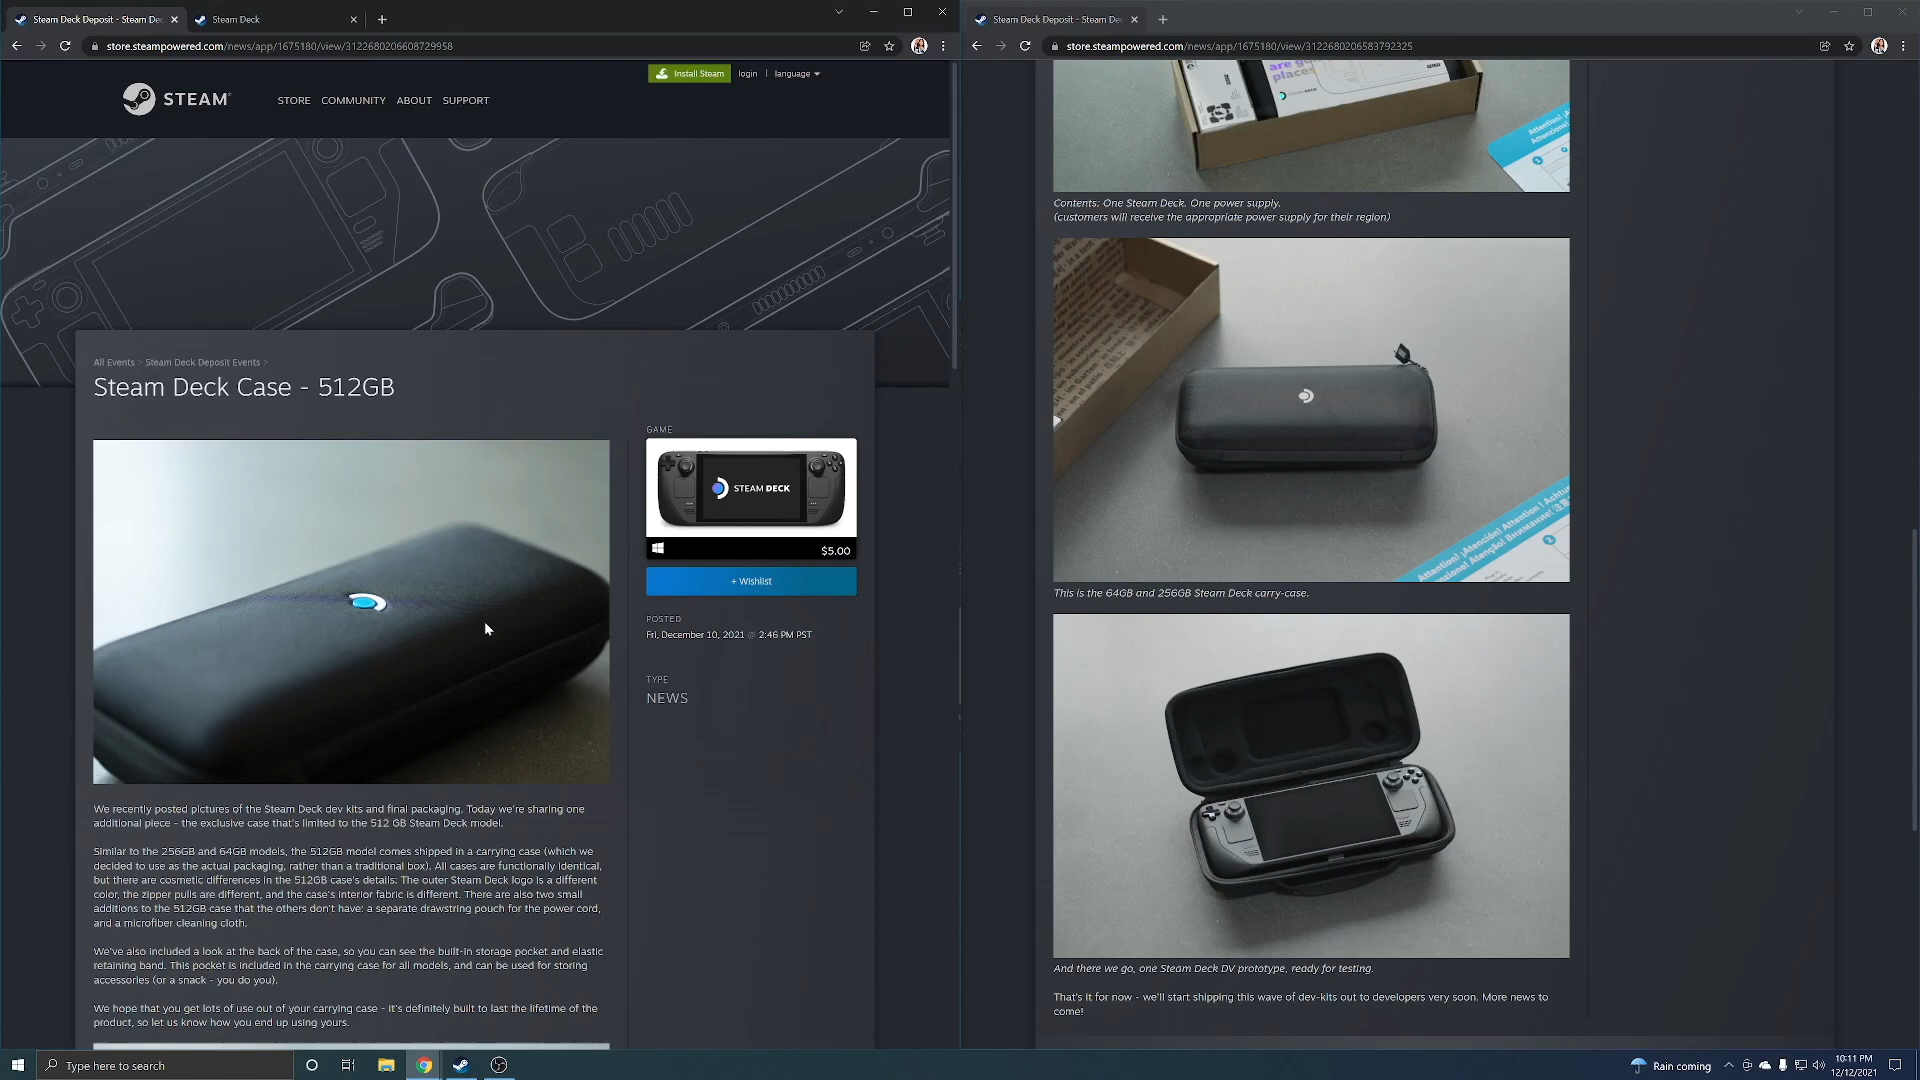 Steam Deck Deposit - Steam Dec
Steam Deck
store.steampowered.com/news/app/1675180/view/3122680206608729958
Install Steam
login
language
STEAM
STORE
COMMUNITY
ABOUT
SUPPORT
All Events > Steam Deck Deposit Events >
Steam Deck Case - 512GB
GAME
STEAM DECK
$5.00
+ Wishlist
POSTED
Fri, December 10, 2021 @ 2:46 PM PST
TYPE
NEWS
We recently posted pictures of the Steam Deck dev kits and final packaging. Today we're sharing one
additional piece - the exclusive case that's limited to the 512 GB Steam Deck model.
Similar to the 256GB and 64GB models, the 512GB model comes shipped in a carrying case (which we
decided to use as the actual packaging, rather than a traditional box). All cases are functionally identical,
but there are cosmetic differences in the 512GB case's details: The outer Steam Deck logo is a different
color, the zipper pulls are different, and the case's interior fabric is different. There are also two small
additions to the 512GB case that the others don't have: a separate drawstring pouch for the power cord,
and a microfiber cleaning cloth.
We've also included a look at the back of the case, so you can see the built-in storage pocket and elastic
retaining band. This pocket is included in the carrying case for all models, and can be used for storing
accessories (or a snack - you do you).
We hope that you get lots of use out of your carrying case - it's definitely built to last the lifetime of the
product, so let us know how you end up using yours.
Steam Deck Deposit - Steam Dec
store.steampowered.com/news/app/1675180/view/3122680206583792325
places
STEAM DECK
Contents: One Steam Deck. One power supply.
(customers will receive the appropriate power supply for their region)
Attention! ¡Atención! Attention ! Achtu
Attenzione! Atenção! Внимание! 注意
This is the 64GB and 256GB Steam Deck carry-case.
And there we go, one Steam Deck DV prototype, ready for testing.
That's it for now - we'll start shipping this wave of dev-kits out to developers very soon. More news to
come!
Type here to search
Rain coming
10:11 PM
12/12/2021